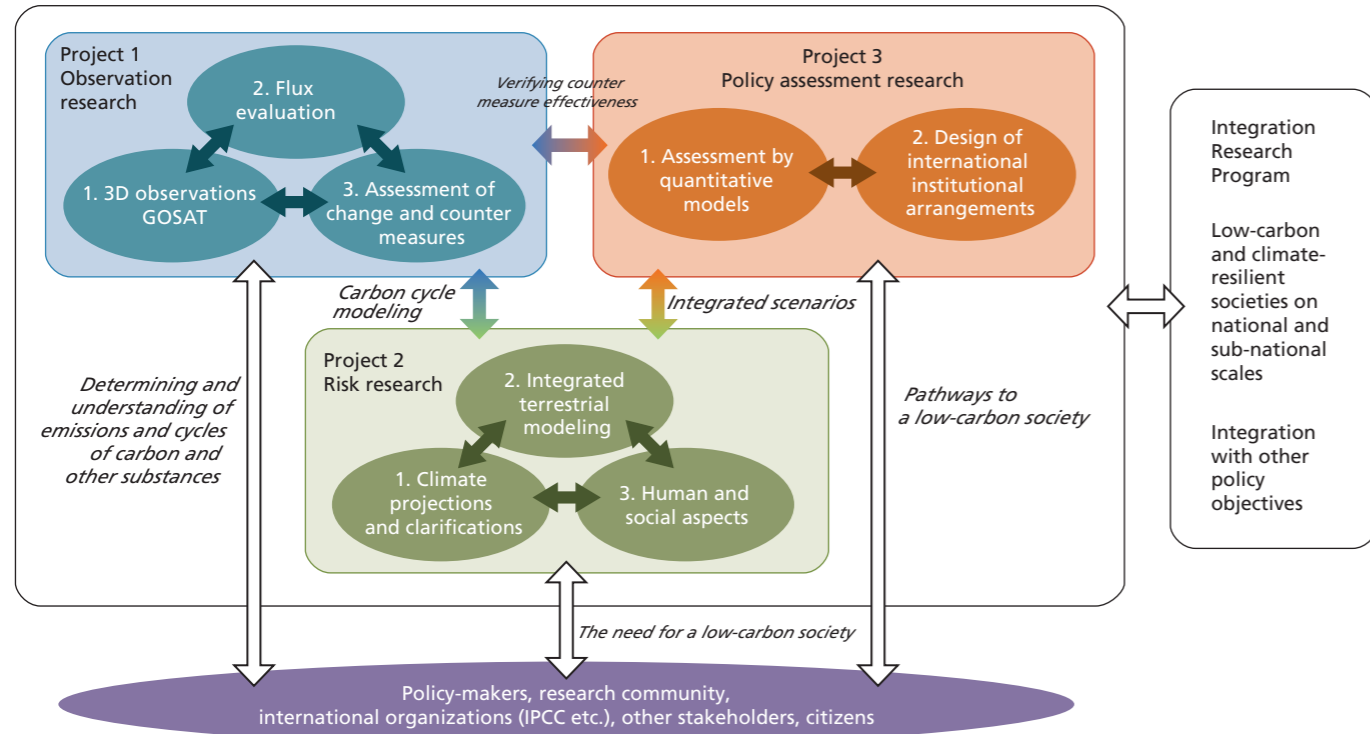 Project 1
Observation
research
2. Flux
evaluation
1. 3D observations
GOSAT
3. Assessment of
change and counter
measures
Verifying counter
measure effectiveness
Project 3
Policy assessment research
1. Assessment by
quantitative
models
2. Design of
international
institutional
arrangements
Carbon cycle
modeling
Integrated scenarios
Project 2
Risk research
2. Integrated
terrestrial
modeling
1. Climate
projections
and clarifications
3. Human and
social aspects
Determining and
understanding of
emissions and cycles
of carbon and
other substances
Pathways to
a low-carbon society
The need for a low-carbon society
Policy-makers, research community,
international organizations (IPCC etc.), other stakeholders, citizens
Integration
Research
Program
Low-carbon
and climate-
resilient
societies on
national and
sub-national
scales
Integration
with other
policy
objectives